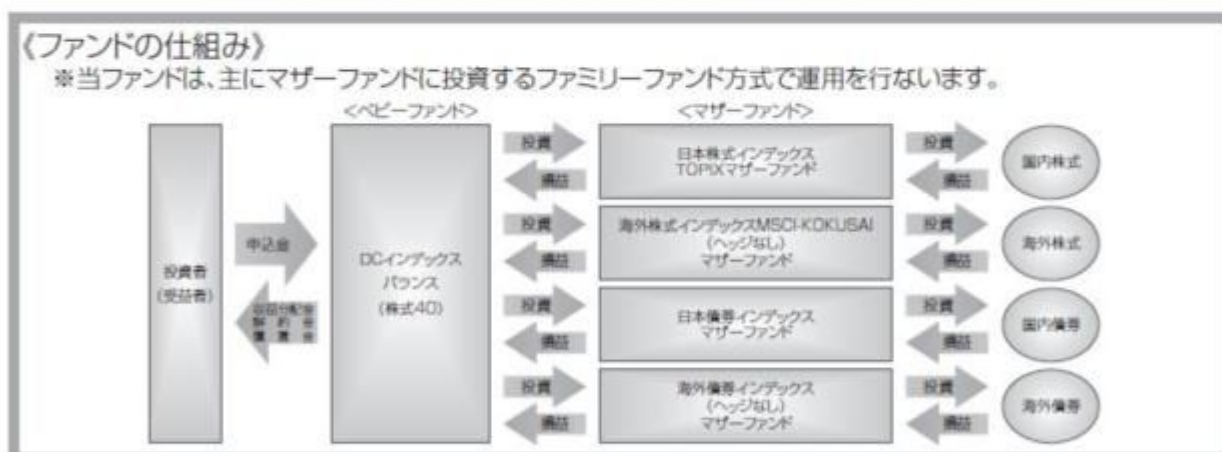 《ファンドの仕組み》
※当ファンドは、主にマザーファンドに投資するファミリーファンド方式で運用を行ないます。
<ベビーファンド>
<マザーファンド>
投資者
(受益者)
申込金
収益分配金
解約金
償還金
DCインデックス
バランス
(株式40)
投資
損益
日本株式インデックス
TOPIXマザーファンド
投資
損益
国内株式
投資
損益
海外株式インデックスMSCI-KOKUSAI
(ヘッジなし)
マザーファンド
投資
損益
海外株式
投資
損益
日本債券インデックス
マザーファンド
投資
損益
国内債券
投資
損益
海外債券インデックス
(ヘッジなし)
マザーファンド
投資
損益
海外債券